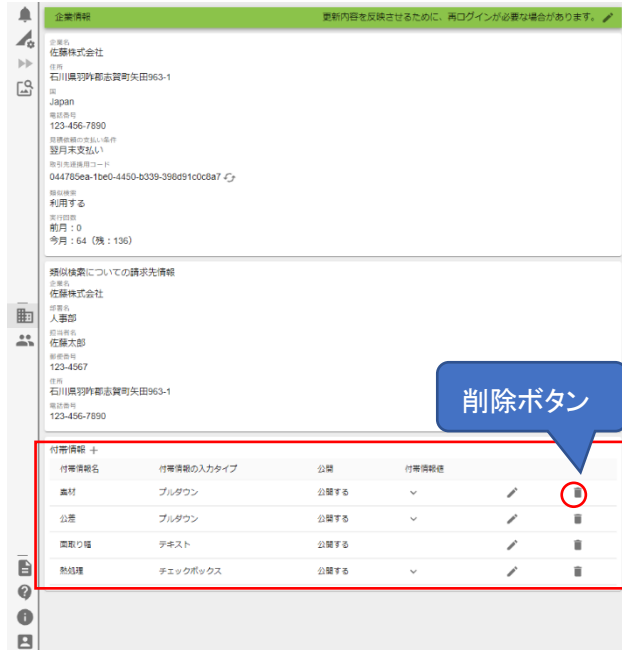 企業情報
更新内容を反映させるために、再ログインが必要な場合があります。
企業名
佐藤株式会社
住所
石川県羽咋郡志賀町矢田963-1
国
Japan
電話番号
123-456-7890
見積依頼の支払い条件
翌月末支払い
取引先連携用コード
044785ea-1be0-4450-b339-398d91c0c8a7
類似検索
利用する
実行回数
前月：0
今月：64（残：136）
類似検索についての請求先情報
企業名
佐藤株式会社
部署名
人事部
担当者名
佐藤太郎
郵便番号
123-4567
住所
石川県羽咋郡志賀町矢田963-1
電話番号
123-456-7890
削除ボタン
付帯情報 +
付帯情報名 付帯情報の入力タイプ 公開 付帯情報値
素材 プルダウン 公開する
公差 プルダウン 公開する
面取り幅 テキスト 公開する
熱処理 チェックボックス 公開する